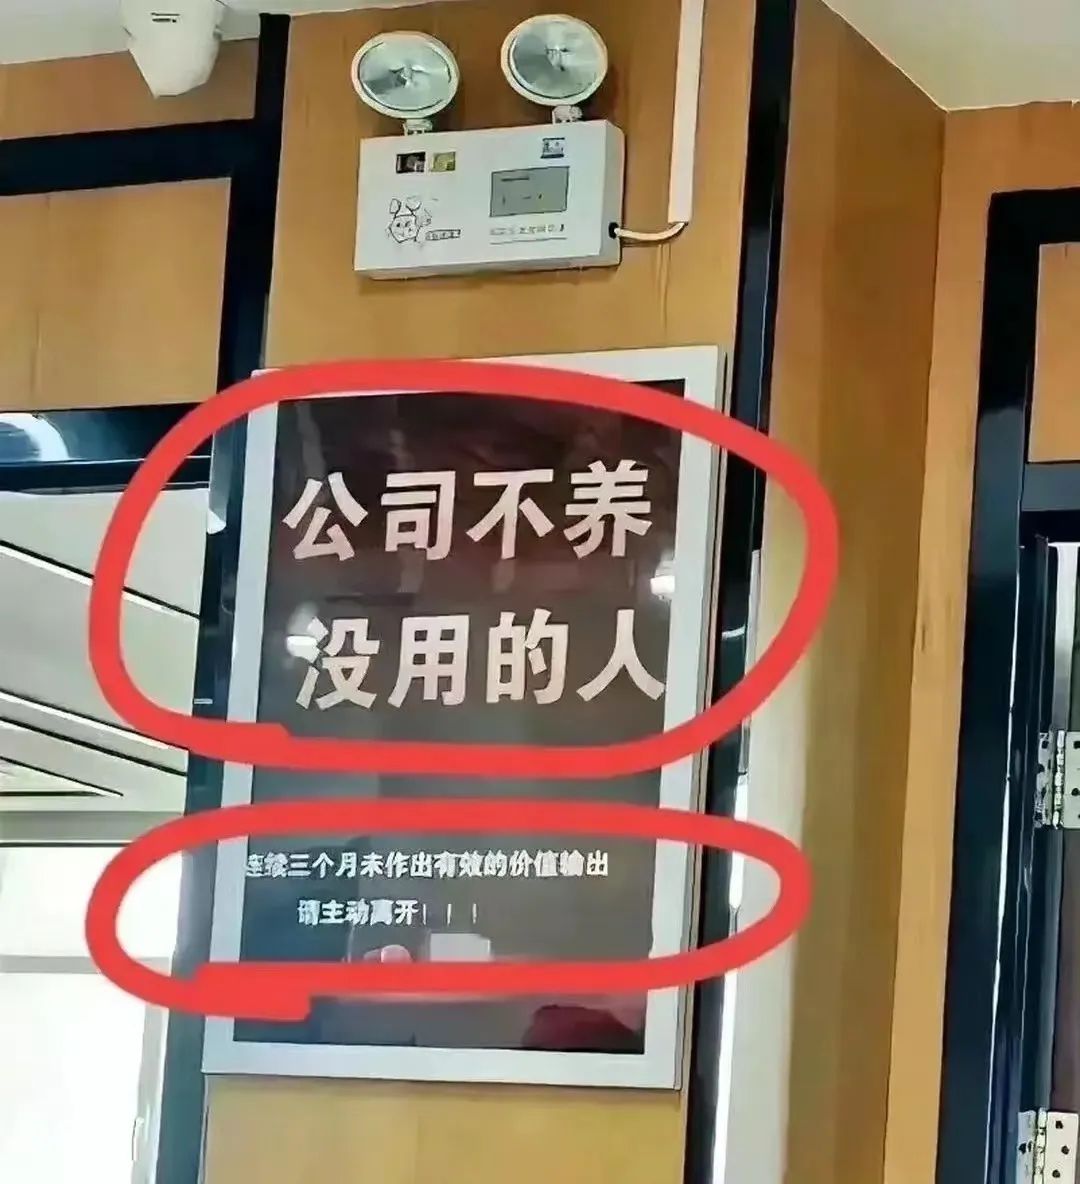 公司不养
没用的人
连续三个月未作出有效的价值输出
请主动离开！！！